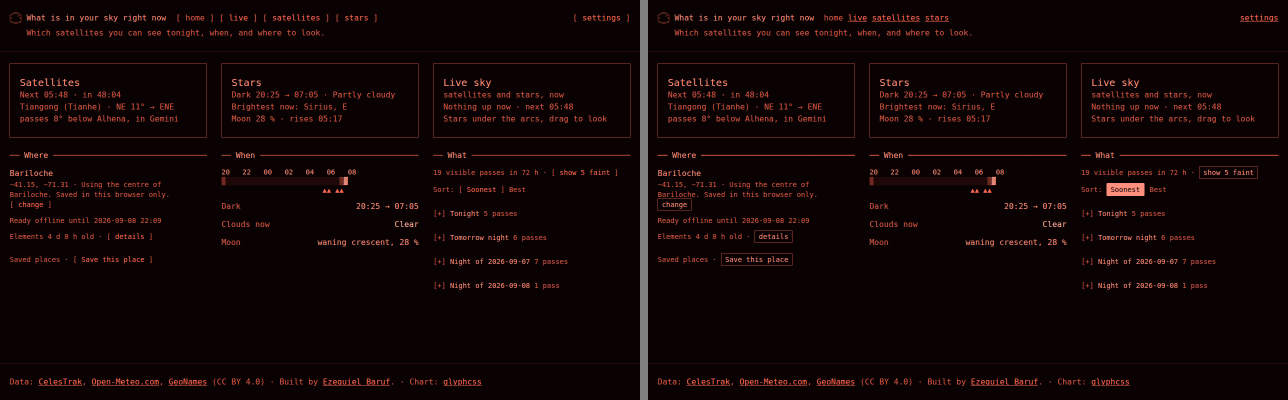 What is in your sky right now [ home ] [ live ] [ satellites ] [ stars ] [ settings ]
Which satellites you can see tonight, when, and where to look.
Satellites
Next 05:48 · in 48:04
Tiangong (Tianhe) · NE 11° → ENE
passes 8° below Alhena, in Gemini
Stars
Dark 20:25 → 07:05 · Partly cloudy
Brightest now: Sirius, E
Moon 28 % · rises 05:17
Live sky
satellites and stars, now
Nothing up now · next 05:48
Stars under the arcs, drag to look
Where
Bariloche
−41.15, −71.31 · Using the centre of
Bariloche. Saved in this browser only.
[ change ]
Ready offline until 2026-09-08 22:09
Elements 4 d 8 h old · [ details ]
Saved places · [ Save this place ]
When
20 22 00 02 04 06 08
▲▲ ▲▲
Dark 20:25 → 07:05
Clouds now Clear
Moon waning crescent, 28 %
What
19 visible passes in 72 h · [ show 5 faint ]
Sort: [ Soonest ] Best
[+] Tonight 5 passes
[+] Tomorrow night 6 passes
[+] Night of 2026-09-07 7 passes
[+] Night of 2026-09-08 1 pass
Data: CelesTrak, Open-Meteo.com, GeoNames (CC BY 4.0) · Built by Ezequiel Baruf. · Chart: glyphcss
What is in your sky right now home live satellites stars settings
Which satellites you can see tonight, when, and where to look.
Satellites
Next 05:48 · in 48:04
Tiangong (Tianhe) · NE 11° → ENE
passes 8° below Alhena, in Gemini
Stars
Dark 20:25 → 07:05 · Partly cloudy
Brightest now: Sirius, E
Moon 28 % · rises 05:17
Live sky
satellites and stars, now
Nothing up now · next 05:48
Stars under the arcs, drag to look
Where
Bariloche
−41.15, −71.31 · Using the centre of
Bariloche. Saved in this browser only.
change
Ready offline until 2026-09-08 22:09
Elements 4 d 8 h old · details
Saved places · Save this place
When
20 22 00 02 04 06 08
▲▲ ▲▲
Dark 20:25 → 07:05
Clouds now Clear
Moon waning crescent, 28 %
What
19 visible passes in 72 h · show 5 faint
Sort: Soonest Best
[+] Tonight 5 passes
[+] Tomorrow night 6 passes
[+] Night of 2026-09-07 7 passes
[+] Night of 2026-09-08 1 pass
Data: CelesTrak, Open-Meteo.com, GeoNames (CC BY 4.0) · Built by Ezequiel Baruf. · Chart: glyphcss